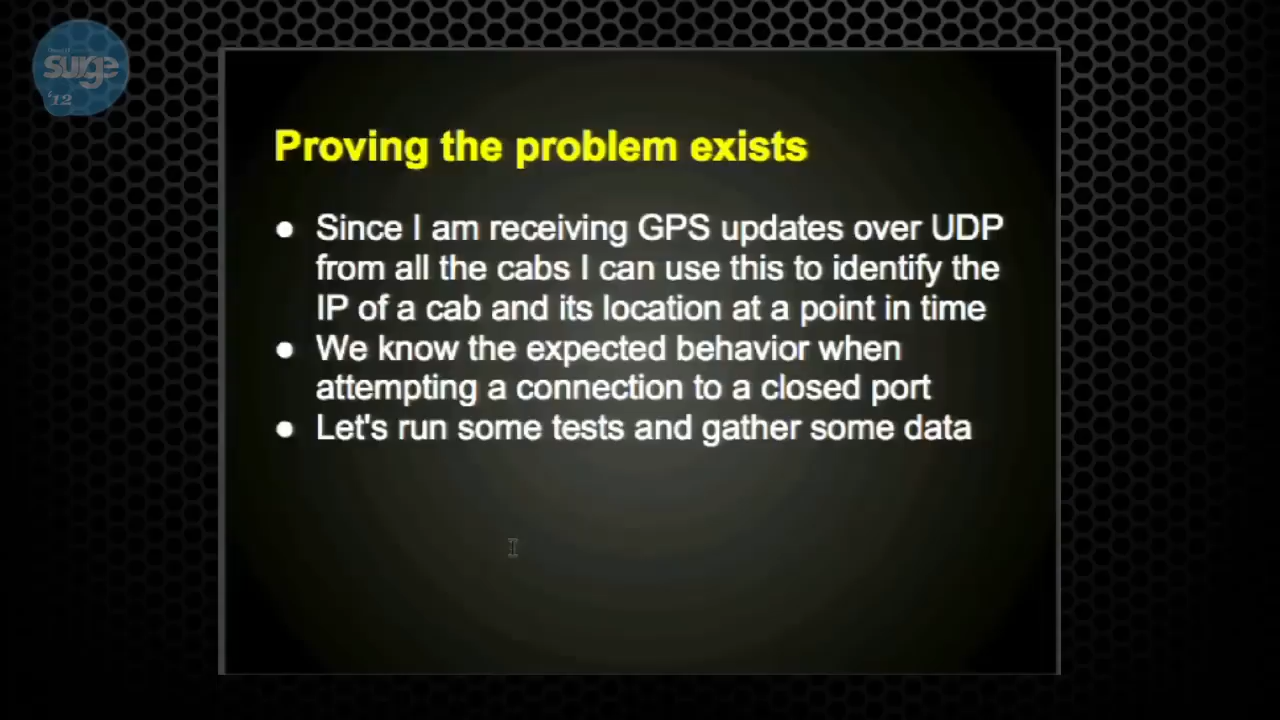 surge
'12
Proving the problem exists
● Since I am receiving GPS updates over UDP
from all the cabs I can use this to identify the
IP of a cab and its location at a point in time
● We know the expected behavior when
attempting a connection to a closed port
● Let's run some tests and gather some data